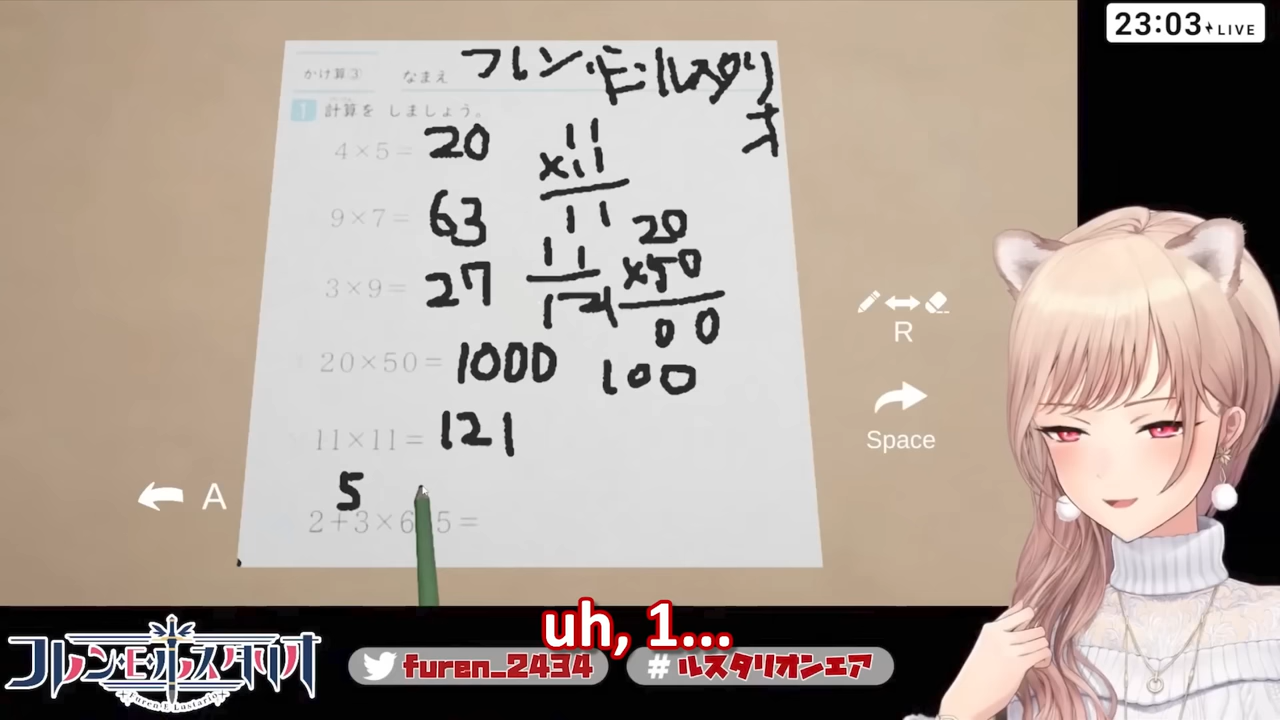 23:03 LIVE
かけ算③ なまえ フレン・E・ルスタリオ
1 計算を しましょう。
4×5= 20
9×7= 63
3×9= 27
20×50= 1000
11×11= 121
5
2+3×6 5=
11
×11
11
11
121
20
×50
00
100
R
Space
A
uh, 1...
フレン・E・ルスタリオ
Furen E Lustario
furen_2434
# ルスタリオンエア